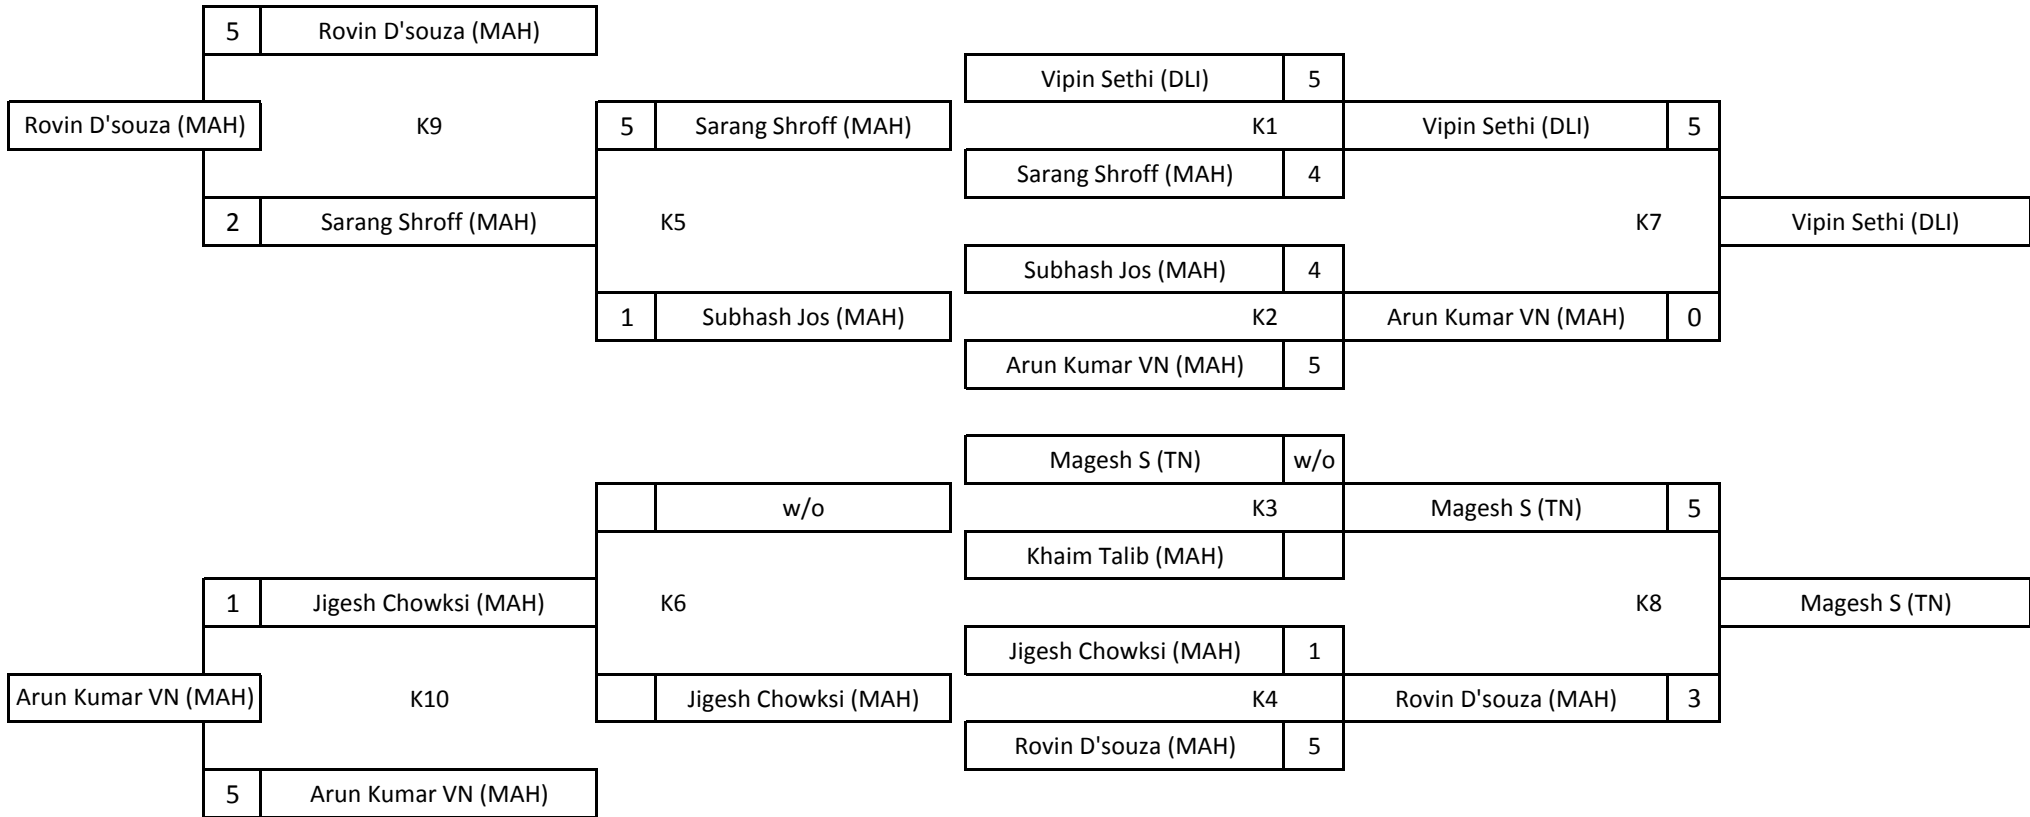 5 Rovin D'souza (MAH)
Vipin Sethi (DLI) 5
Rovin D'souza (MAH) K9 5 Sarang Shroff (MAH) K1 Vipin Sethi (DLI) 5
Sarang Shroff (MAH) 4
2 Sarang Shroff (MAH) K5 K7 Vipin Sethi (DLI)
Subhash Jos (MAH) 4
1 Subhash Jos (MAH) K2 Arun Kumar VN (MAH) 0
Arun Kumar VN (MAH) 5
Magesh S (TN) w/o
w/o K3 Magesh S (TN) 5
Khaim Talib (MAH)
1 Jigesh Chowksi (MAH) K6 K8 Magesh S (TN)
Jigesh Chowksi (MAH) 1
Arun Kumar VN (MAH) K10 Jigesh Chowksi (MAH) K4 Rovin D'souza (MAH) 3
Rovin D'souza (MAH) 5
5 Arun Kumar VN (MAH)